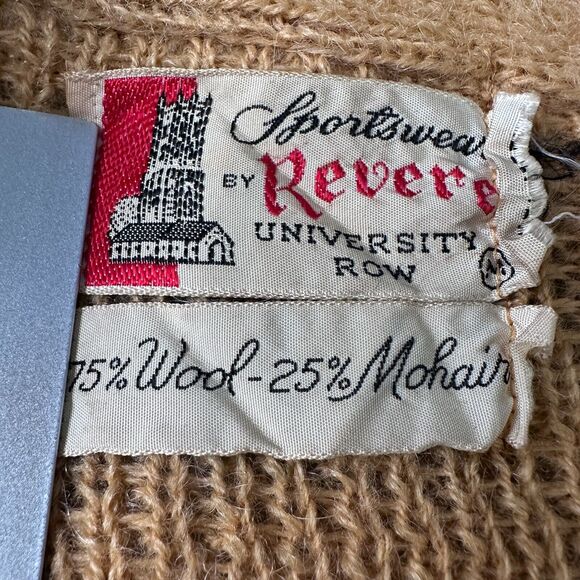 Sportswear
BY Revere
UNIVERSITY
ROW
75% Wool - 25% Mohair